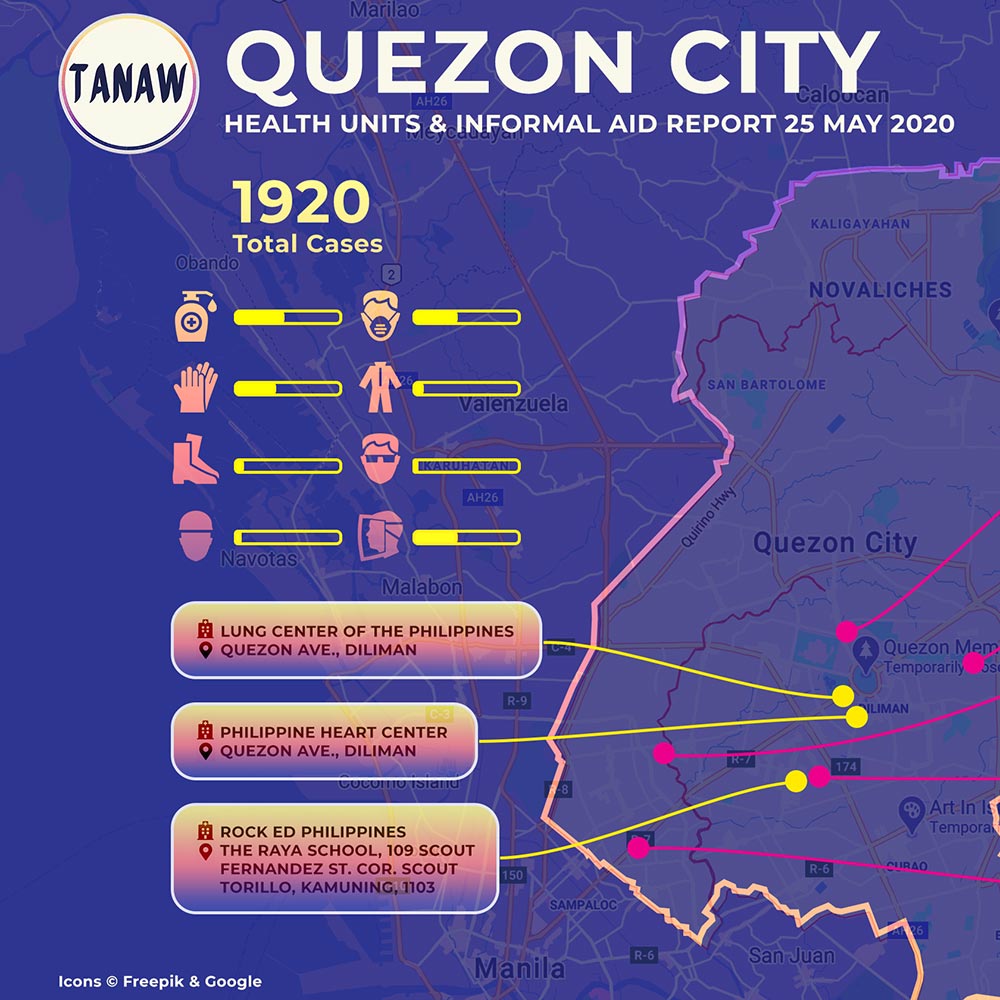 TANAW
QUEZON CITY
HEALTH UNITS & INFORMAL AID REPORT 25 MAY 2020
1920
Total Cases
LUNG CENTER OF THE PHILIPPINES
QUEZON AVE., DILIMAN
PHILIPPINE HEART CENTER
QUEZON AVE., DILIMAN
ROCK ED PHILIPPINES
THE RAYA SCHOOL, 109 SCOUT
FERNANDEZ ST. COR. SCOUT
TORILLO, KAMUNING, 1103
Icons © Freepik & Google
Marilao
AH26
Meycauayan
Caloocan
Obando
2
KALIGAYAHAN
NOVALICHES
26
Valenzuela
SAN BARTOLOME
KARUHATAN
AH26
Quirino Hwy
Navotas
Quezon City
Malabon
C-4
Quezon Mem
Temporarily
R-9
C-3
DILIMAN
R-7
174
Cocomo Island
R-8
Art In Is
Tempora
150
R-6
CUBAO
SAMPALOC
AH26
Manila
R-6
San Juan